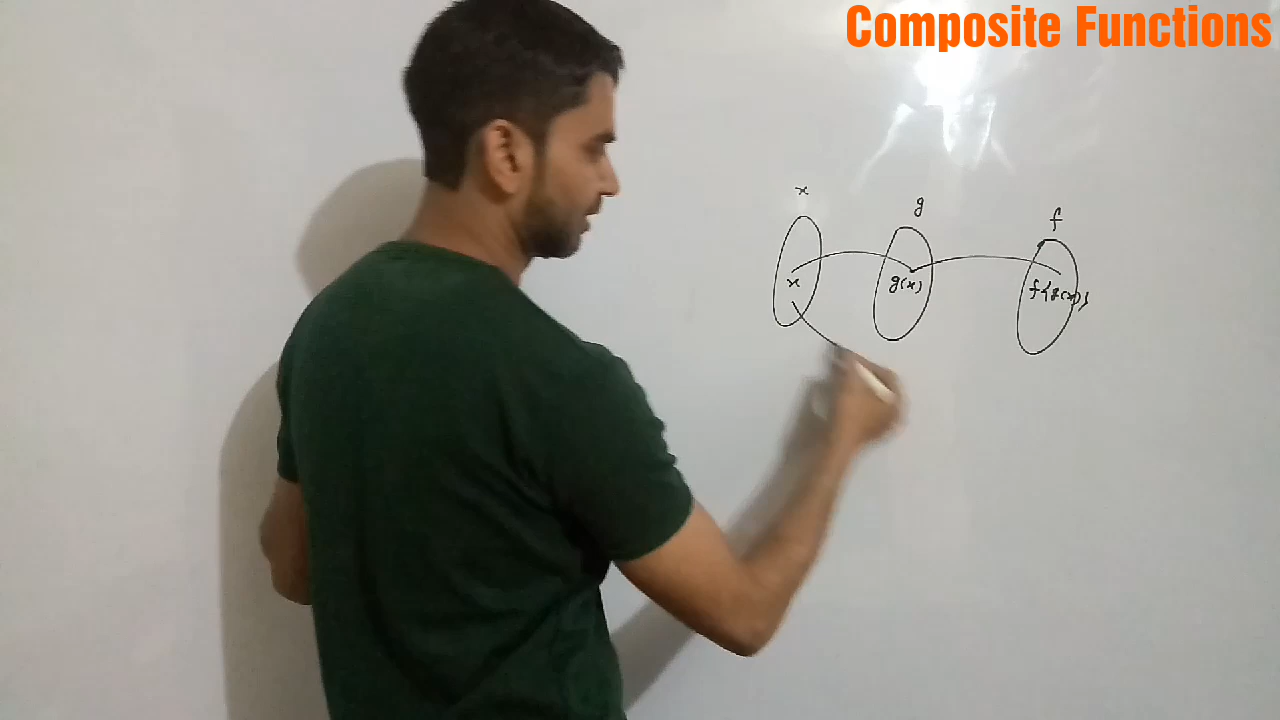 Composite Functions
x g f
x g(x) f{g(x)}